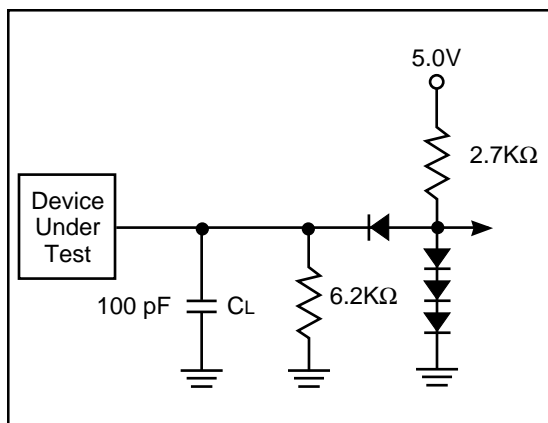 5.0V
2.7KΩ
Device
Under
Test
100 pF CL
6.2KΩ